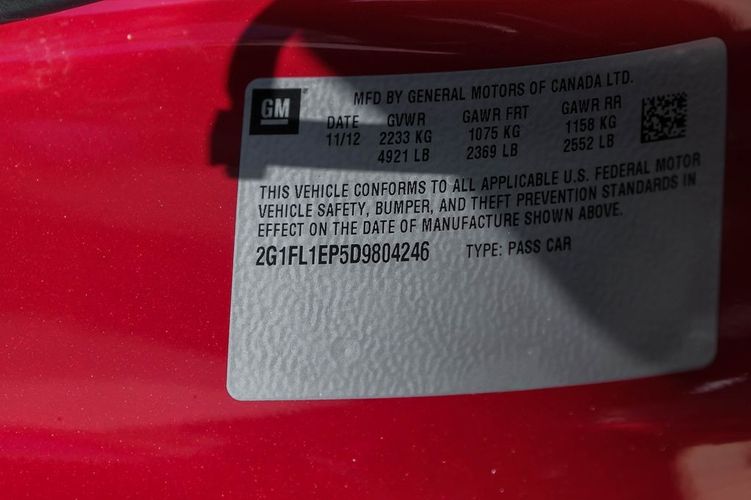 GM
MFD BY GENERAL MOTORS OF CANADA LTD.
DATE GVWR GAWR FRT GAWR RR
11/12 2233 KG 1075 KG 1158 KG
4921 LB 2369 LB 2552 LB
THIS VEHICLE CONFORMS TO ALL APPLICABLE U.S. FEDERAL MOTOR
VEHICLE SAFETY, BUMPER, AND THEFT PREVENTION STANDARDS IN
EFFECT ON THE DATE OF MANUFACTURE SHOWN ABOVE.
2G1FL1EP5D9804246 TYPE: PASS CAR